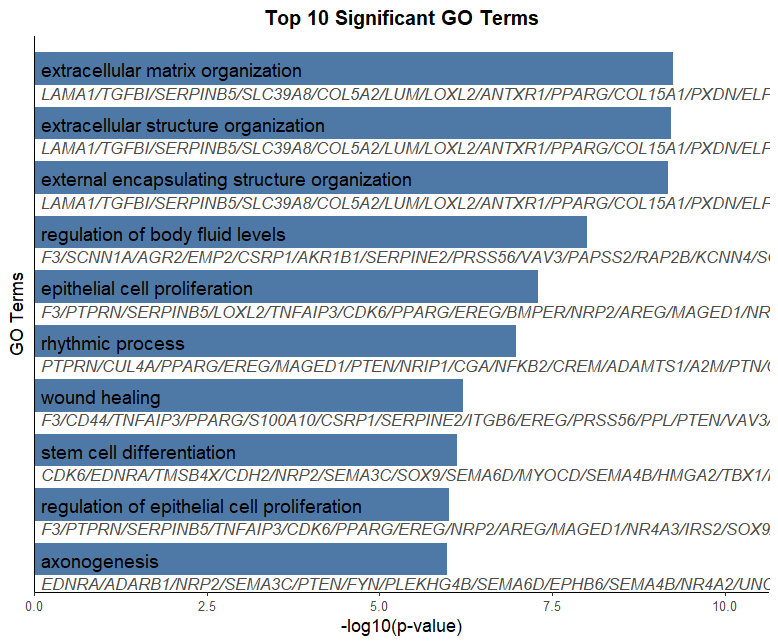 Top 10 Significant GO Terms
extracellular matrix organization
LAMA1/TGFBI/SERPINB5/SLC39A8/COL5A2/LUM/LOXL2/ANTXR1/PPARG/COL15A1/PXDN/ELF
extracellular structure organization
LAMA1/TGFBI/SERPINB5/SLC39A8/COL5A2/LUM/LOXL2/ANTXR1/PPARG/COL15A1/PXDN/ELF
external encapsulating structure organization
LAMA1/TGFBI/SERPINB5/SLC39A8/COL5A2/LUM/LOXL2/ANTXR1/PPARG/COL15A1/PXDN/ELF
regulation of body fluid levels
F3/SCNN1A/AGR2/EMP2/CSRP1/AKR1B1/SERPINE2/PRSS56/VAV3/PAPSS2/RAP2B/KCNN4/
epithelial cell proliferation
F3/PTPRN/SERPINB5/LOXL2/TNFAIP3/CDK6/PPARG/EREG/BMPER/NRP2/AREG/MAGED1/NR
rhythmic process
PTPRN/CUL4A/PPARG/EREG/MAGED1/PTEN/NRIP1/CGA/NFKB2/CREM/ADAMTS1/A2M/PTN/
wound healing
F3/CD44/TNFAIP3/PPARG/S100A10/CSRP1/SERPINE2/ITGB6/EREG/PRSS56/PPL/PTEN/VAV3/
stem cell differentiation
CDK6/EDNRA/TMSB4X/CDH2/NRP2/SEMA3C/SOX9/SEMA6D/MYOCD/SEMA4B/HMGA2/TBX1/
regulation of epithelial cell proliferation
F3/PTPRN/SERPINB5/TNFAIP3/CDK6/PPARG/EREG/NRP2/AREG/MAGED1/NR4A3/IRS2/SOX9
axonogenesis
EDNRA/ADARB1/NRP2/SEMA3C/PTEN/FYN/PLEKHG4B/SEMA6D/EPHB6/SEMA4B/NR4A2/
GO Terms
0.0 2.5 5.0 7.5 10.0
-log10(p-value)